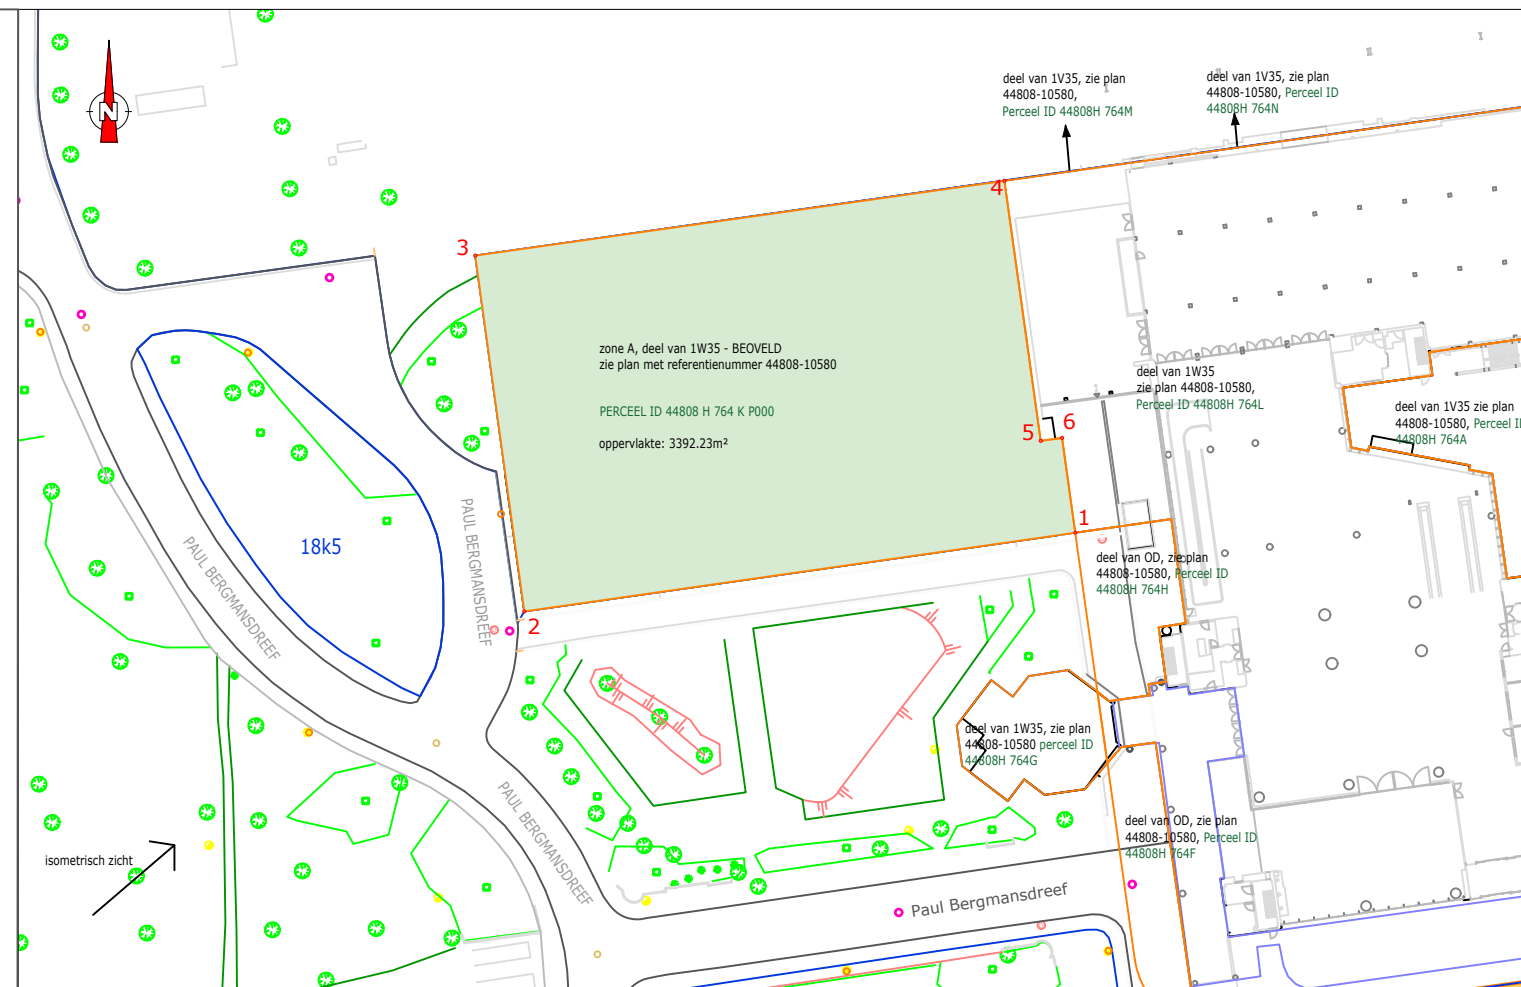 N
deel van 1V35, zie plan
44808-10580,
Perceel ID 44808H 764M
deel van 1V35, zie plan
44808-10580, Perceel ID
44808H 764N
4
3
zone A, deel van 1W35 - BEOVELD
zie plan met referentienummer 44808-10580
PERCEEL ID 44808 H 764 K P000
oppervlakte: 3392.23m²
deel van 1W35
zie plan 44808-10580,
Perceel ID 44808H 764L
deel van 1V35 zie plan
44808-10580, Perceel
44808H 764A
5
6
1
2
18k5
PAUL BERGMANSDREEF
PAUL BERGMANSDREEF
deel van OD, zie plan
44808-10580, Perceel ID
44808H 764H
deel van 1W35, zie plan
44808-10580 perceel ID
44808H 764G
PAUL BERGMANSDREEF
deel van OD, zie plan
44808-10580, Perceel ID
44808H 764F
isometrisch zicht
Paul Bergmansdreef